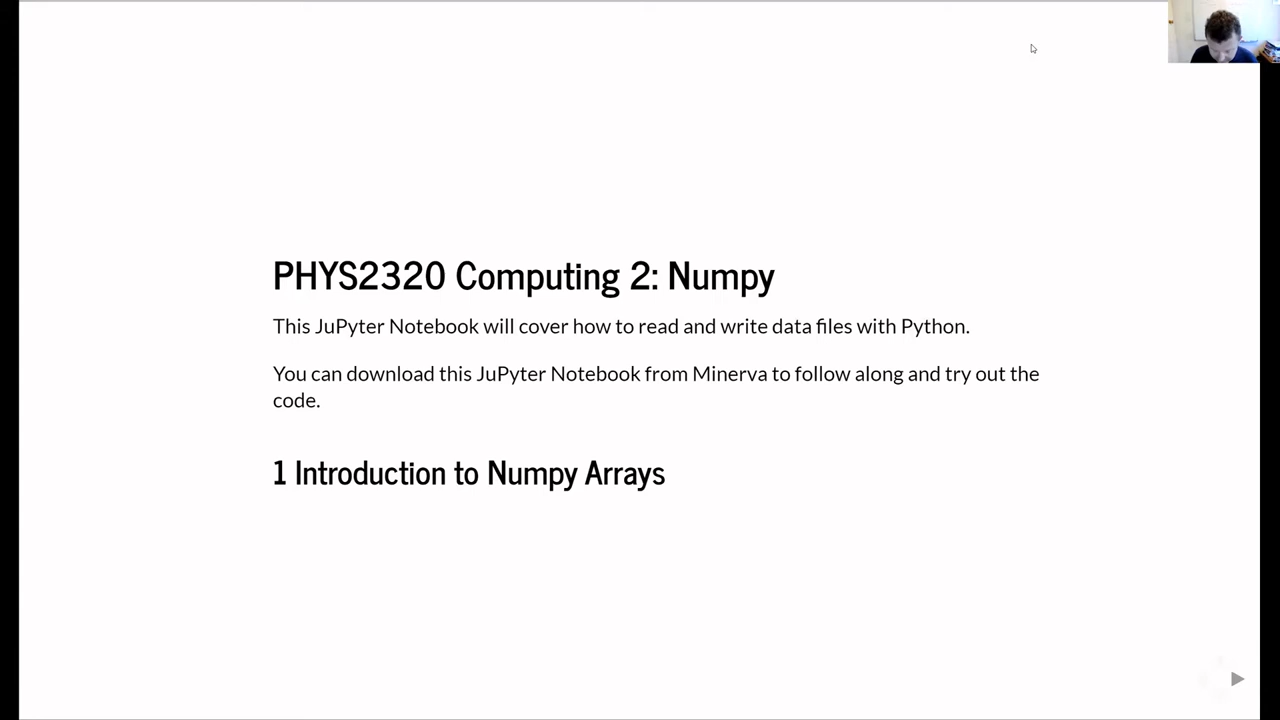 PHYS2320 Computing 2: Numpy
This JuPyter Notebook will cover how to read and write data files with Python.
You can download this JuPyter Notebook from Minerva to follow along and try out the
code.
1 Introduction to Numpy Arrays